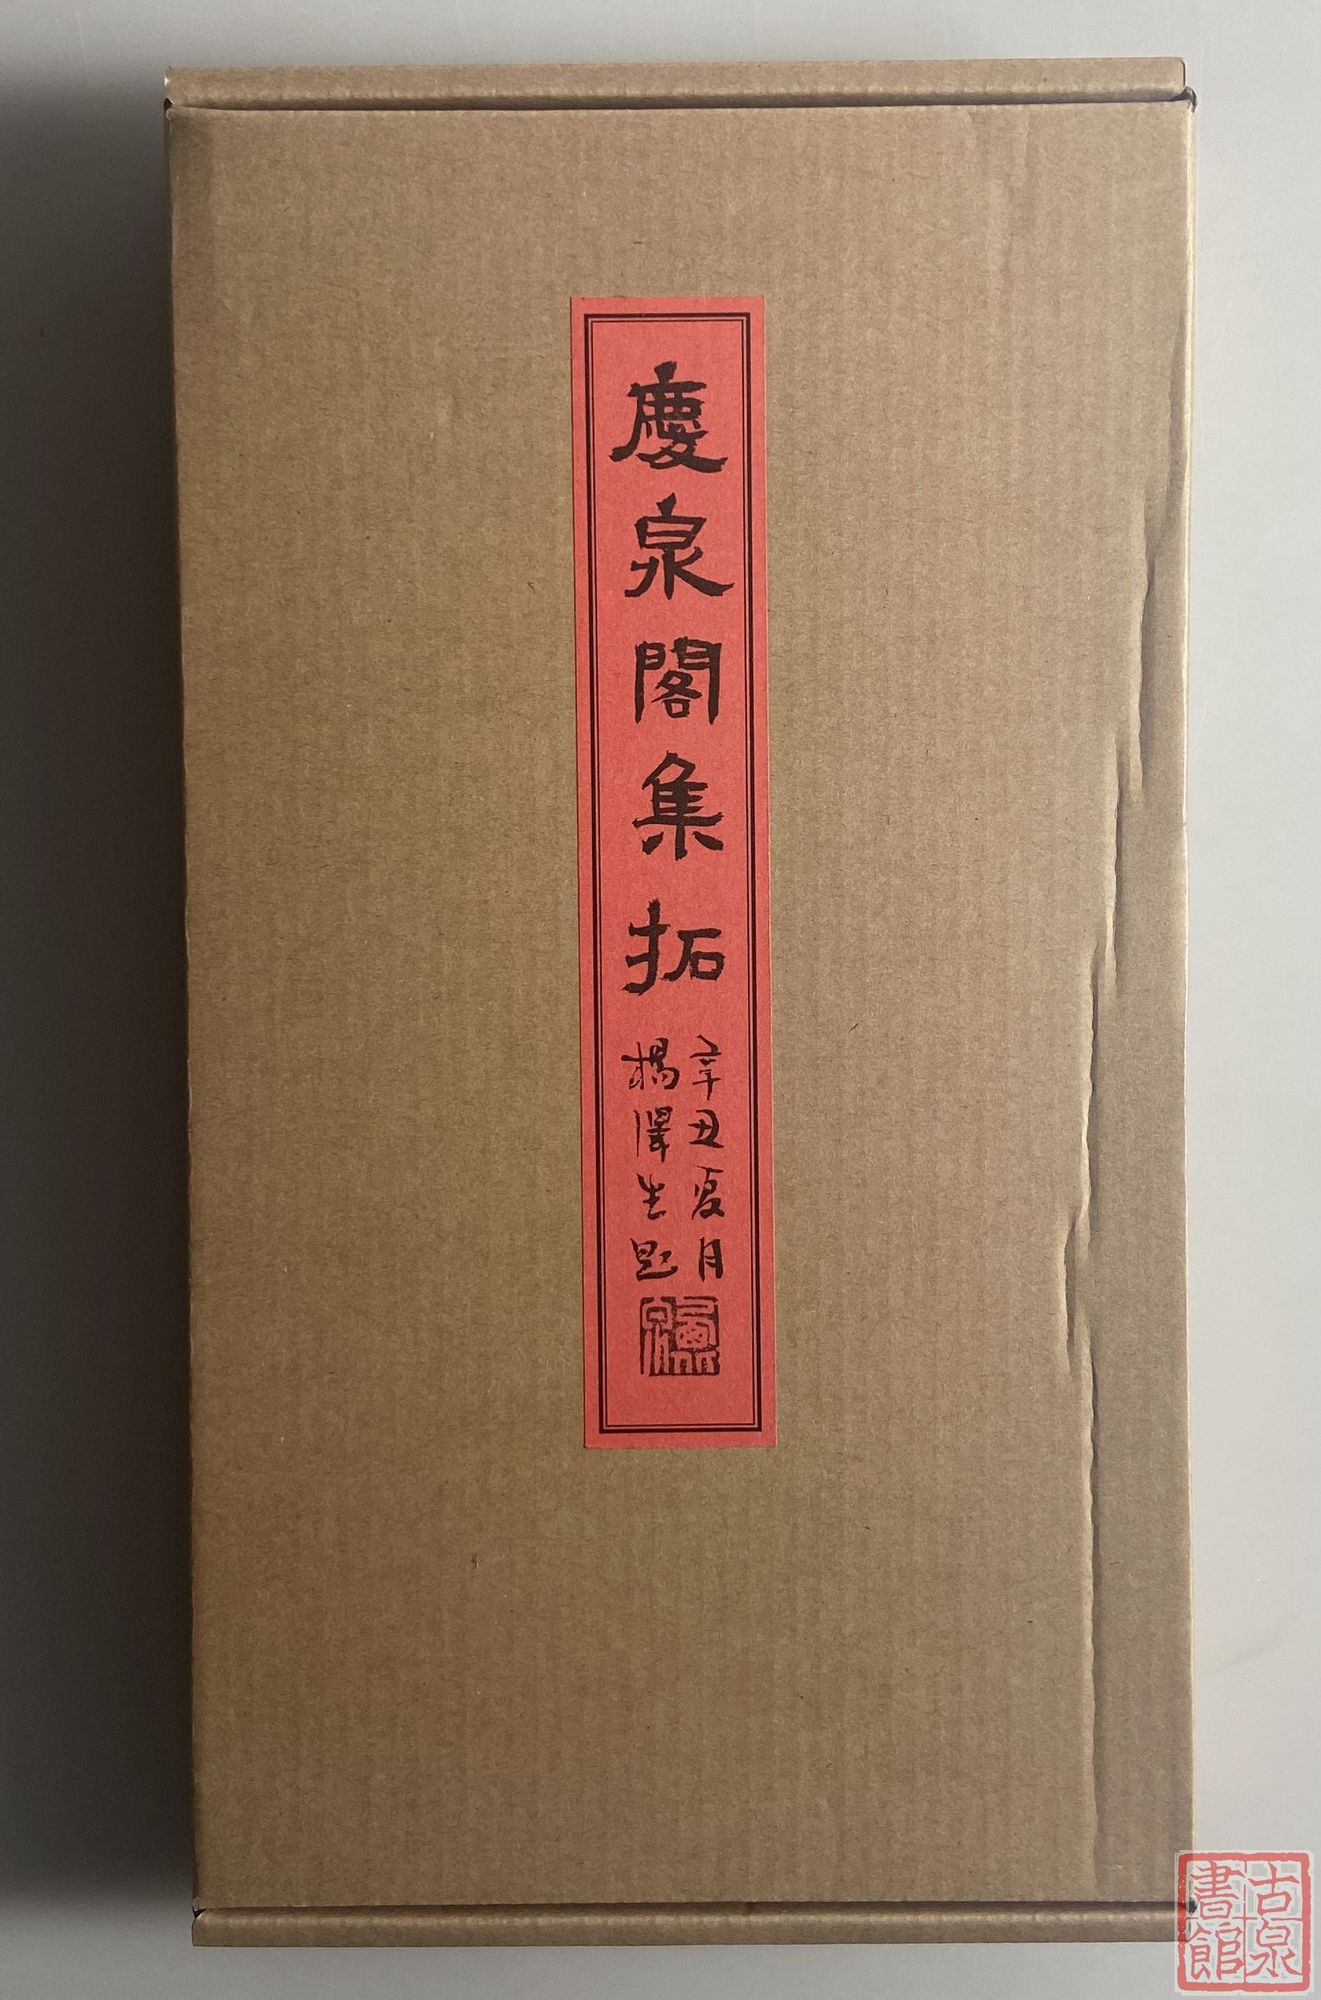 慶泉閣集拓
辛丑夏月
楊澤生題
古泉
書館